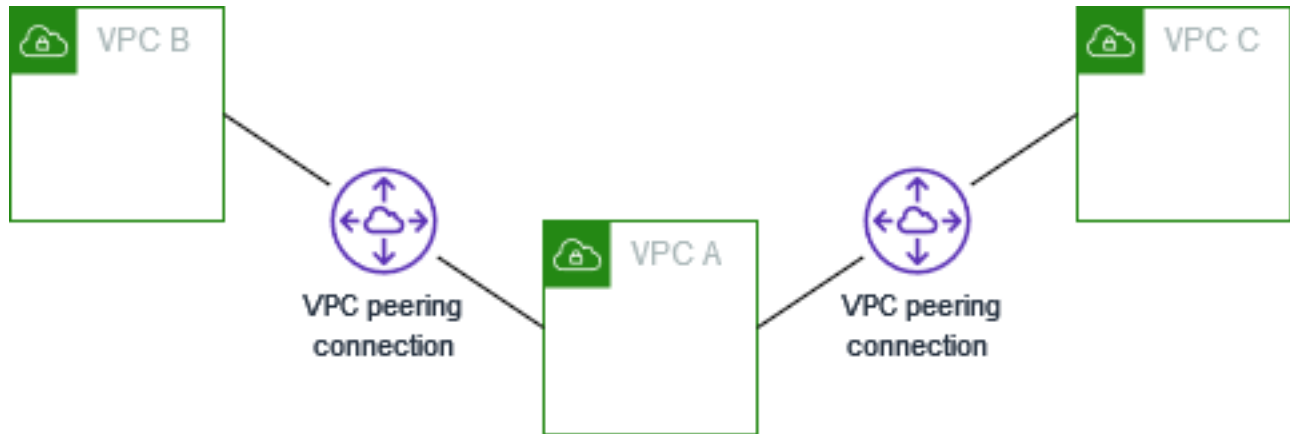 VPC B
VPC C
VPC A
VPC peering
connection
VPC peering
connection